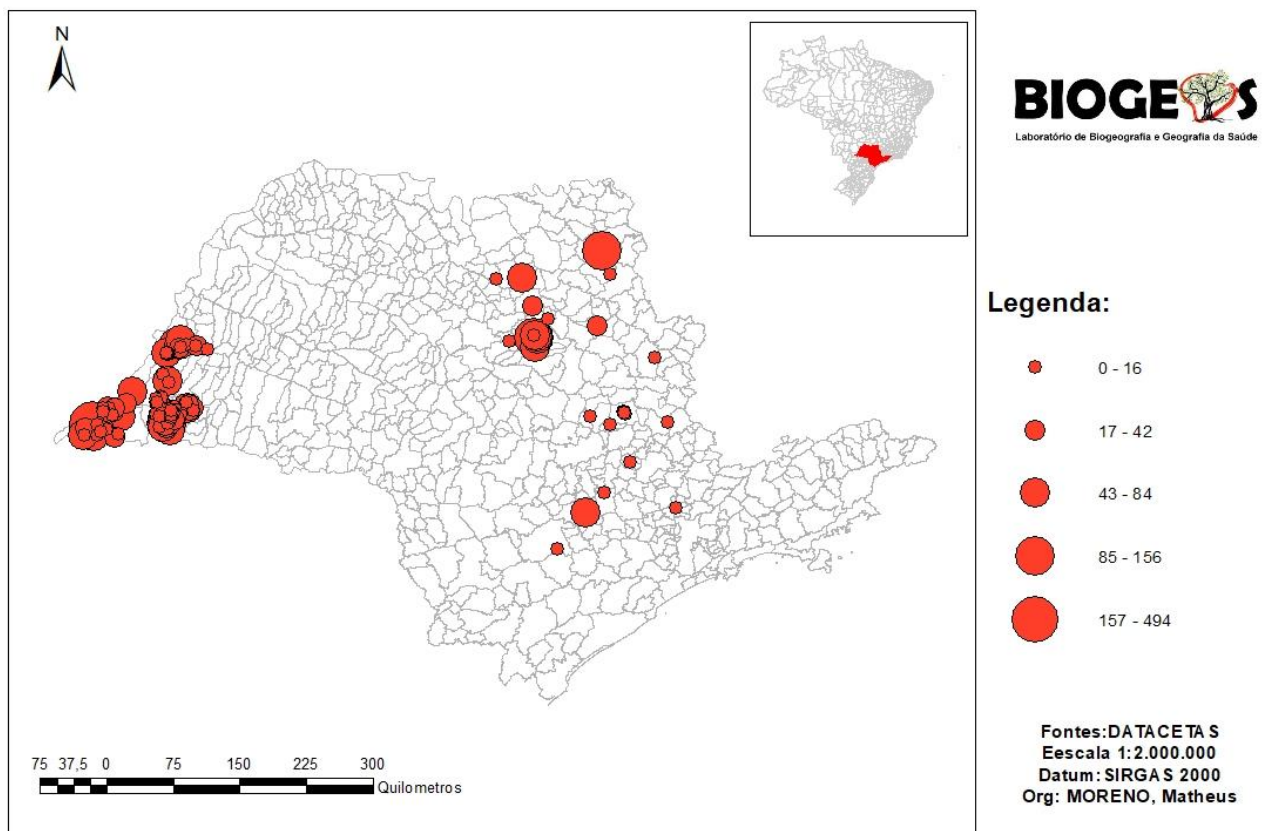 N
BIOGEOS
Laboratório de Biogeografia e Geografia da Saúde
Legenda:
0 - 16
17 - 42
43 - 84
85 - 156
157 - 494
75 37,5 0 75 150 225 300
Quilometros
Fontes:DATACETAS
Eescala 1:2.000.000
Datum: SIRGAS 2000
Org: MORENO, Matheus